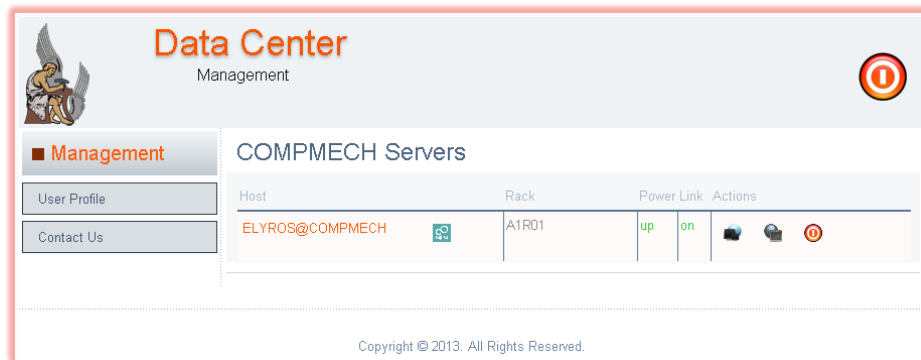 Data Center
Management
Management
User Profile
Contact Us
COMPMECH Servers
Host Rack Power Link Actions
ELYROS@COMPMECH A1R01 up on
Copyright © 2013. All Rights Reserved.